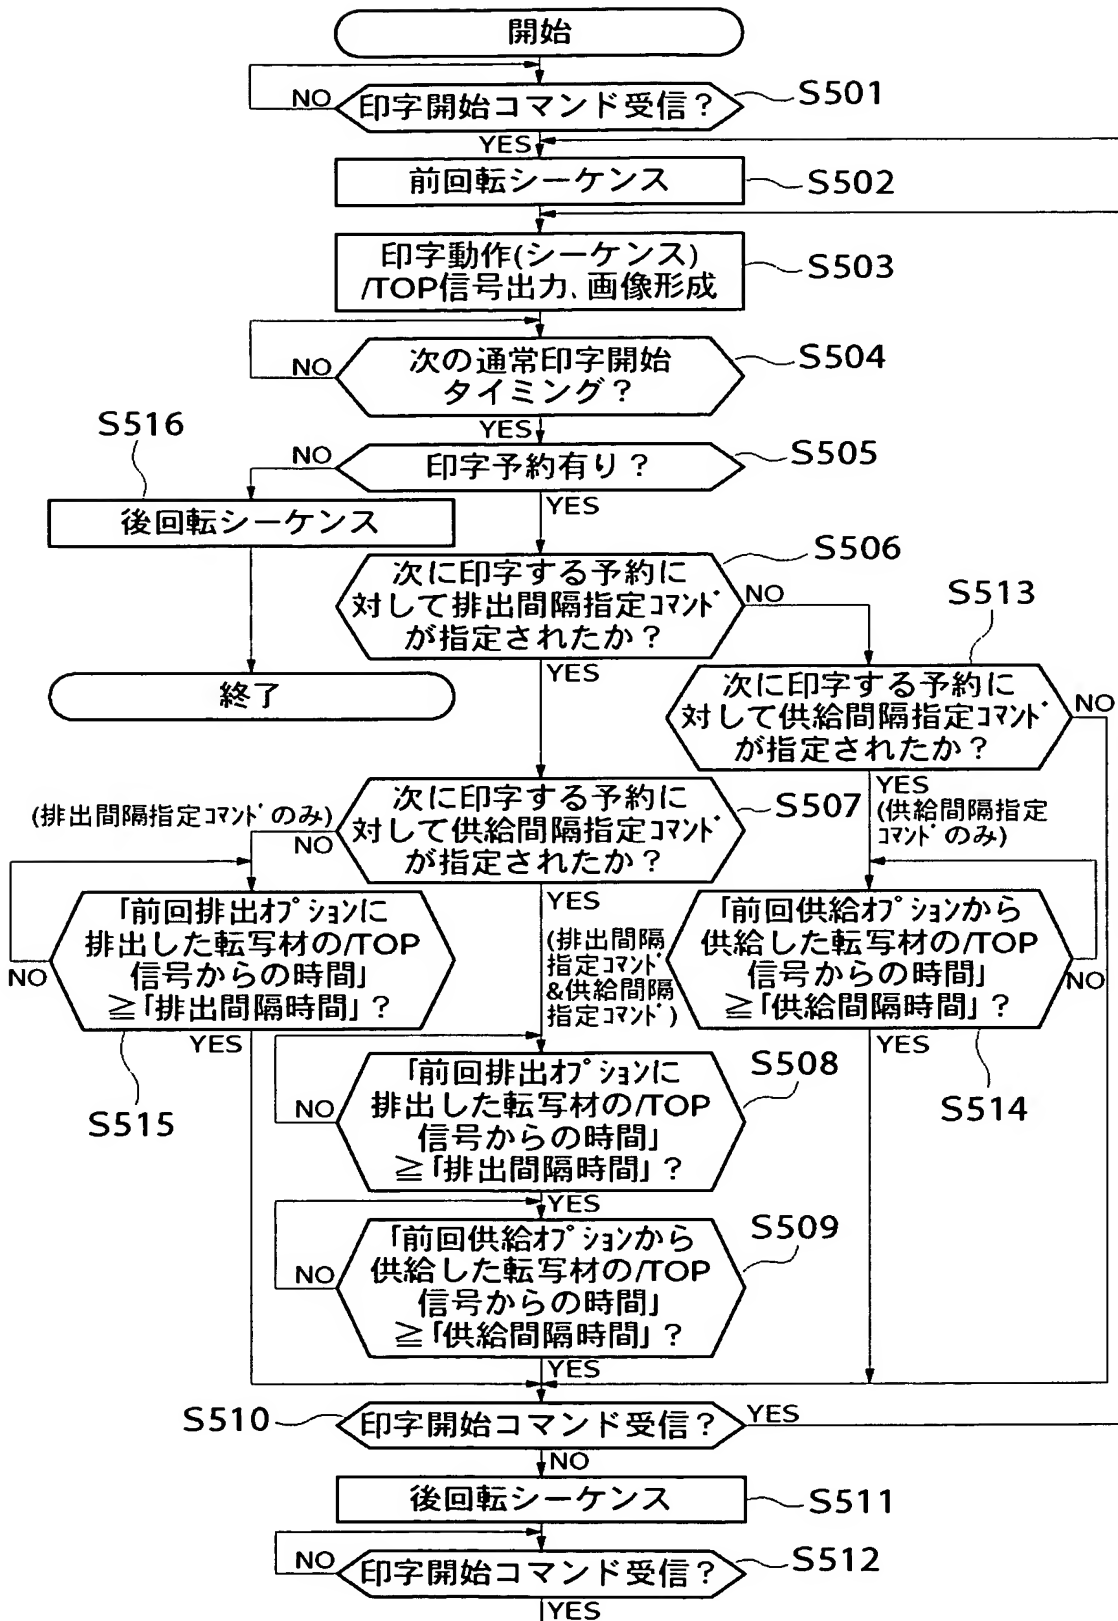 開始
NO
印字開始コマンド受信？
S501
YES
前回転シーケンス
S502
印字動作(シーケンス)
/TOP信号出力、画像形成
S503
NO
次の通常印字開始
タイミング？
S504
YES
S516
NO
印字予約有り？
S505
YES
後回転シーケンス
S506
次に印字する予約に
対して排出間隔指定ｺﾏﾝﾄﾞ
が指定されたか？
NO
S513
YES
終了
次に印字する予約に
対して供給間隔指定ｺﾏﾝﾄﾞ
が指定されたか？
NO
YES
(供給間隔指定
ｺﾏﾝﾄﾞのみ)
(排出間隔指定ｺﾏﾝﾄﾞのみ)
NO
次に印字する予約に
対して供給間隔指定ｺﾏﾝﾄﾞ
が指定されたか？
S507
YES
(排出間隔
指定ｺﾏﾝﾄﾞ
&供給間隔
指定ｺﾏﾝﾄﾞ)
「前回排出ｵﾌﾟｼｮﾝに
排出した転写材の/TOP
信号からの時間」
≧「排出間隔時間」？
NO
YES
S515
「前回供給ｵﾌﾟｼｮﾝから
供給した転写材の/TOP
信号からの時間」
≧「供給間隔時間」？
NO
YES
S514
「前回排出ｵﾌﾟｼｮﾝに
排出した転写材の/TOP
信号からの時間」
≧「排出間隔時間」？
S508
NO
YES
「前回供給ｵﾌﾟｼｮﾝから
供給した転写材の/TOP
信号からの時間」
≧「供給間隔時間」？
S509
NO
YES
S510
印字開始コマンド受信？
YES
NO
後回転シーケンス
S511
NO
印字開始コマンド受信？
S512
YES